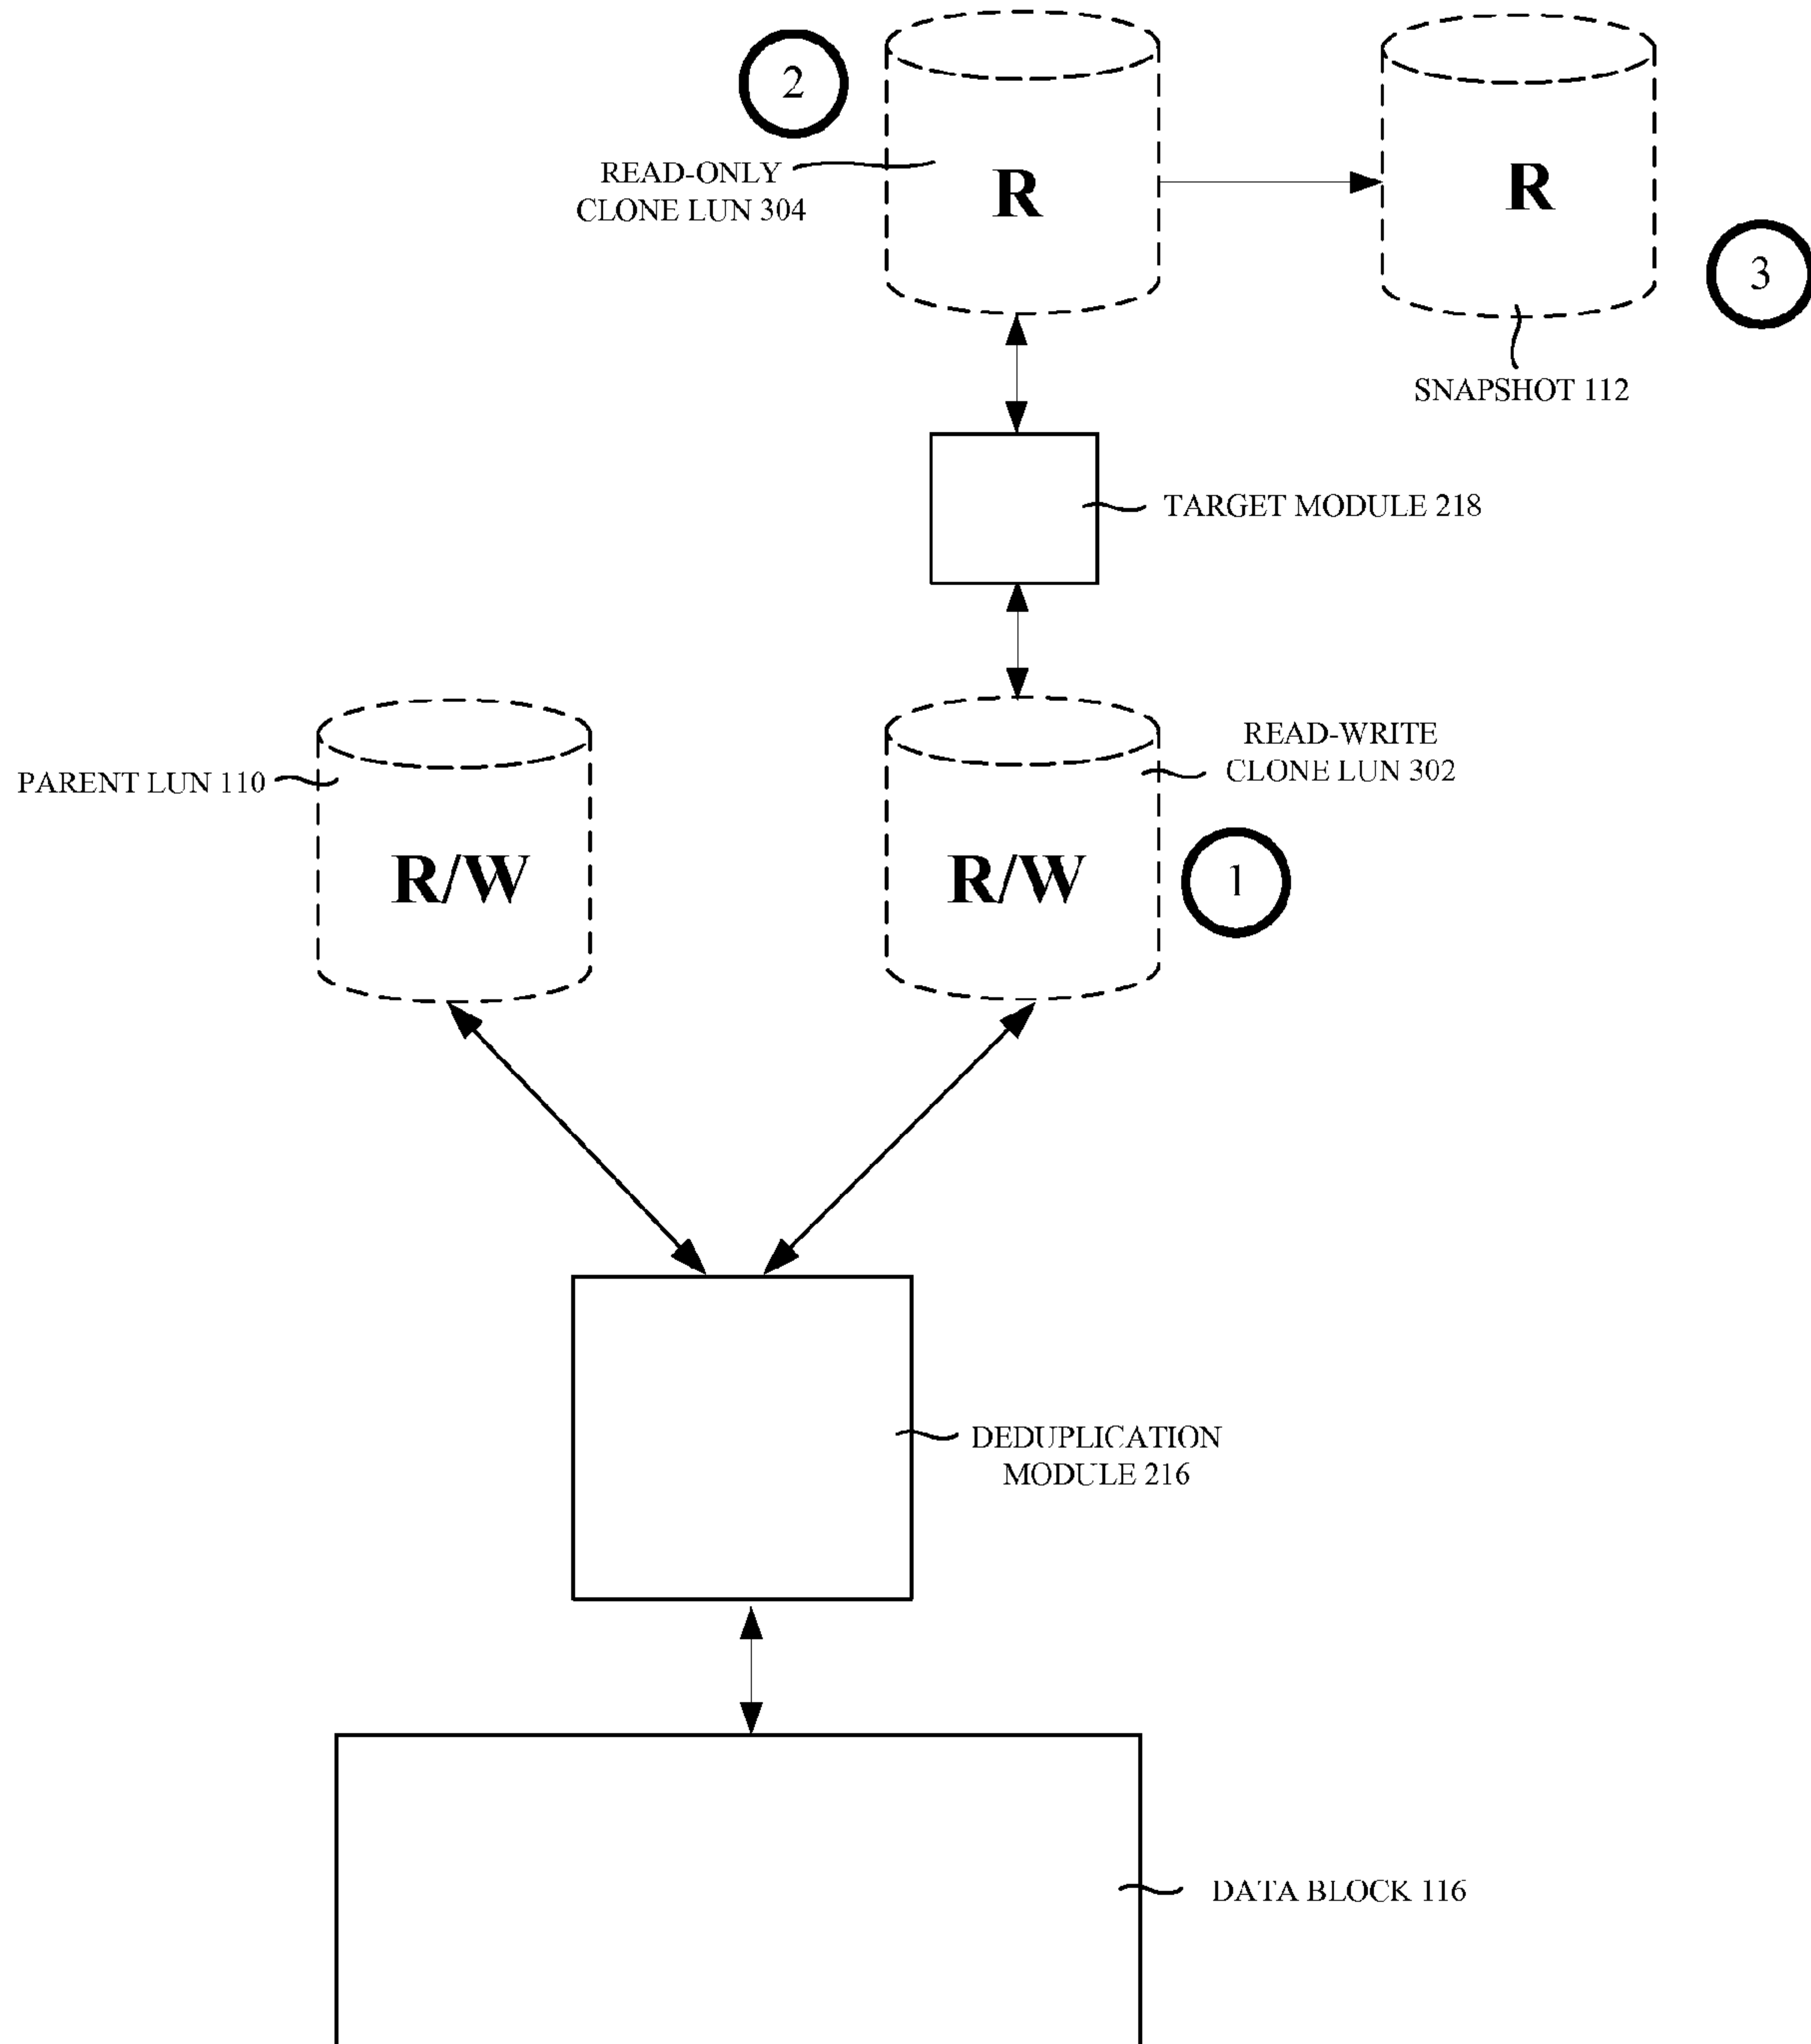 2
READ-ONLY
CLONE LUN 304
R
R
3
SNAPSHOT 112
TARGET MODULE 218
PARENT LUN 110
R/W
READ-WRITE
CLONE LUN 302
R/W
1
DEDUPLICATION
MODULE 216
DATA BLOCK 116